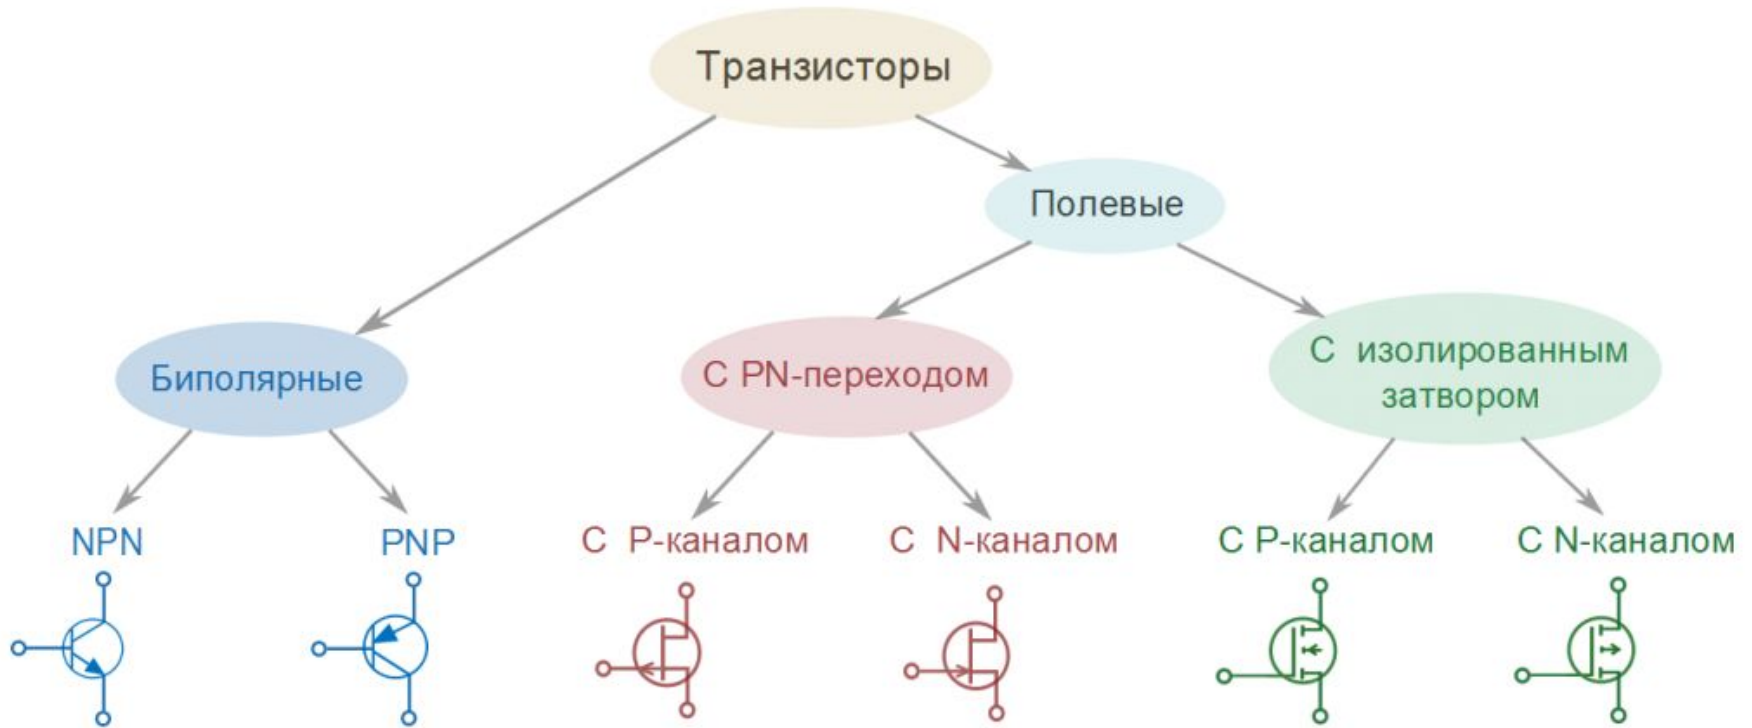 Транзисторы
Полевые
Биполярные
С PN-переходом
С изолированным
затвором
NPN
PNP
С P-каналом
С N-каналом
С P-каналом
С N-каналом